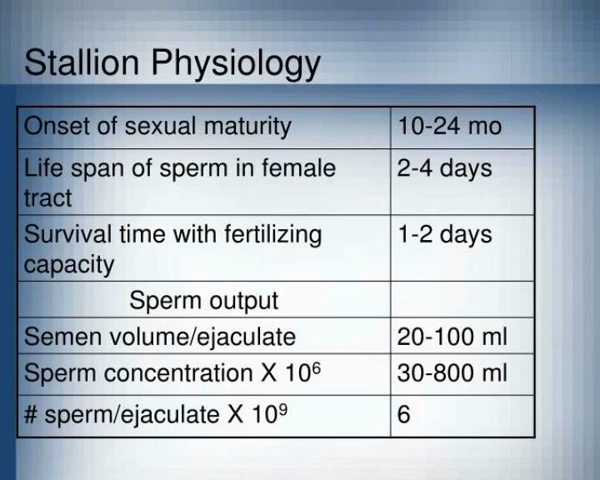 Stallion Physiology
Onset of sexual maturity 10-24 mo
Life span of sperm in female 2-4 days
tract
Survival time with fertilizing 1-2 days
capacity
Sperm output
Semen volume/ejaculate 20-100 ml
Sperm concentration X 10⁶ 30-800 ml
# sperm/ejaculate X 10⁹ 6